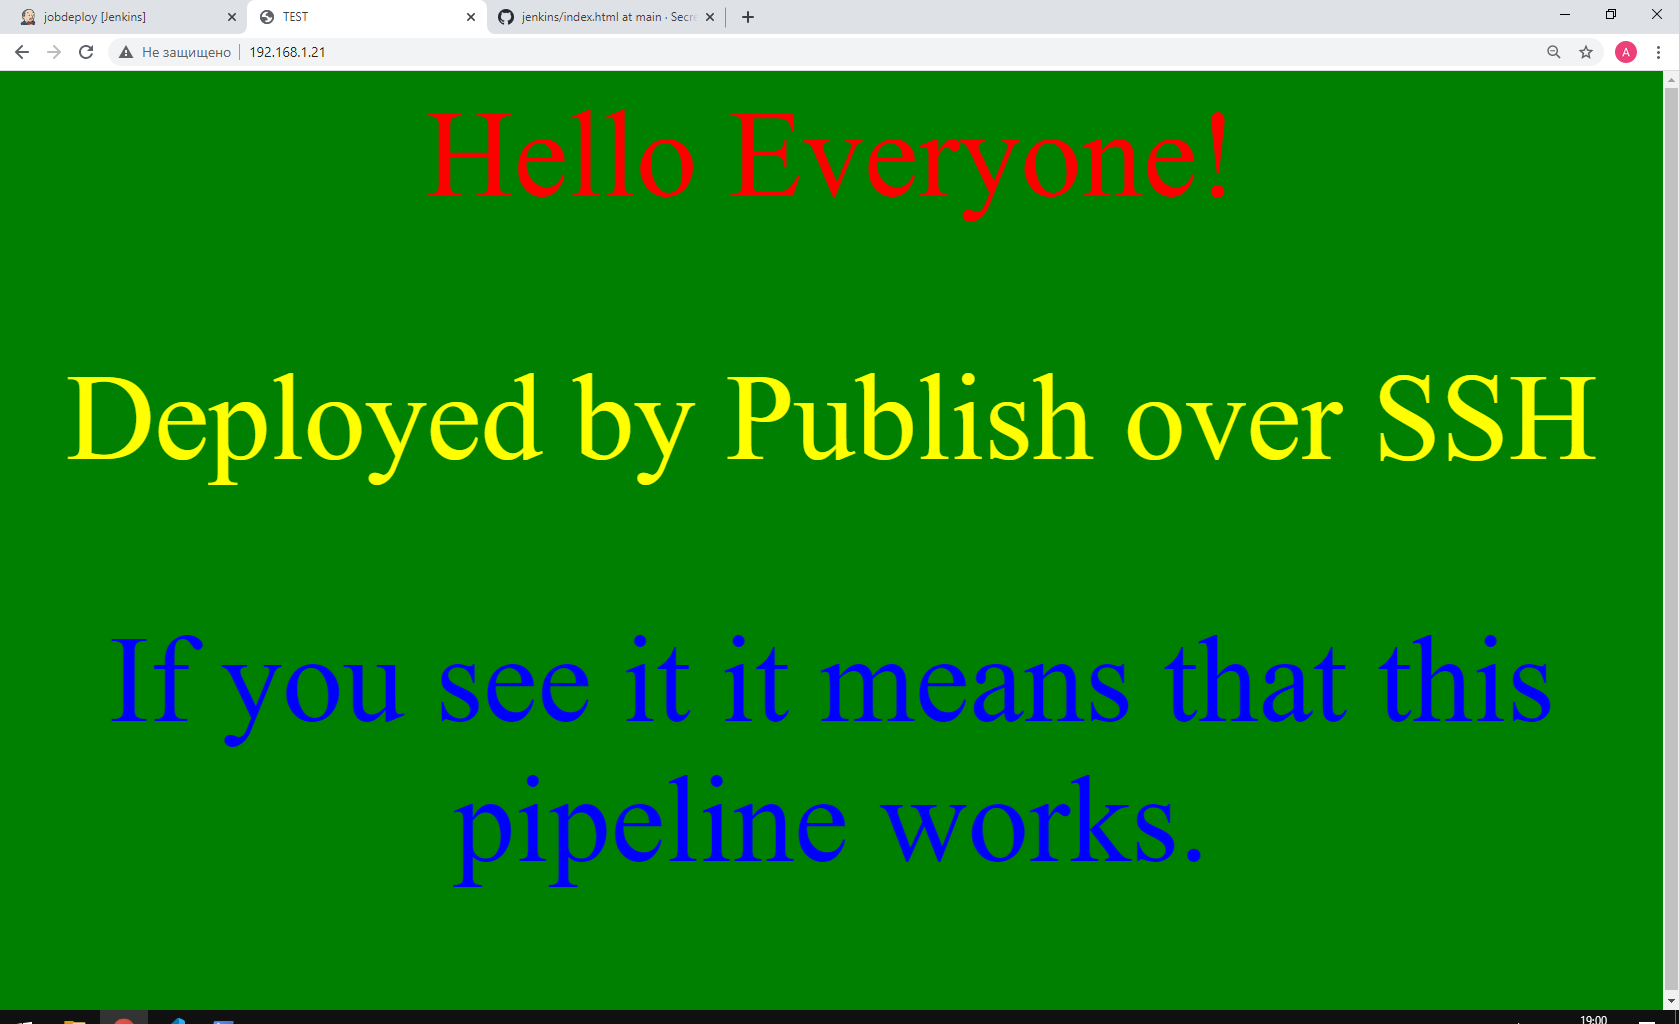 jobdeploy [Jenkins]
TEST
jenkins/index.html at main · Secre
Не защищено
192.168.1.21
A
Hello Everyone!
Deployed by Publish over SSH
If you see it it means that this
pipeline works.
19:00